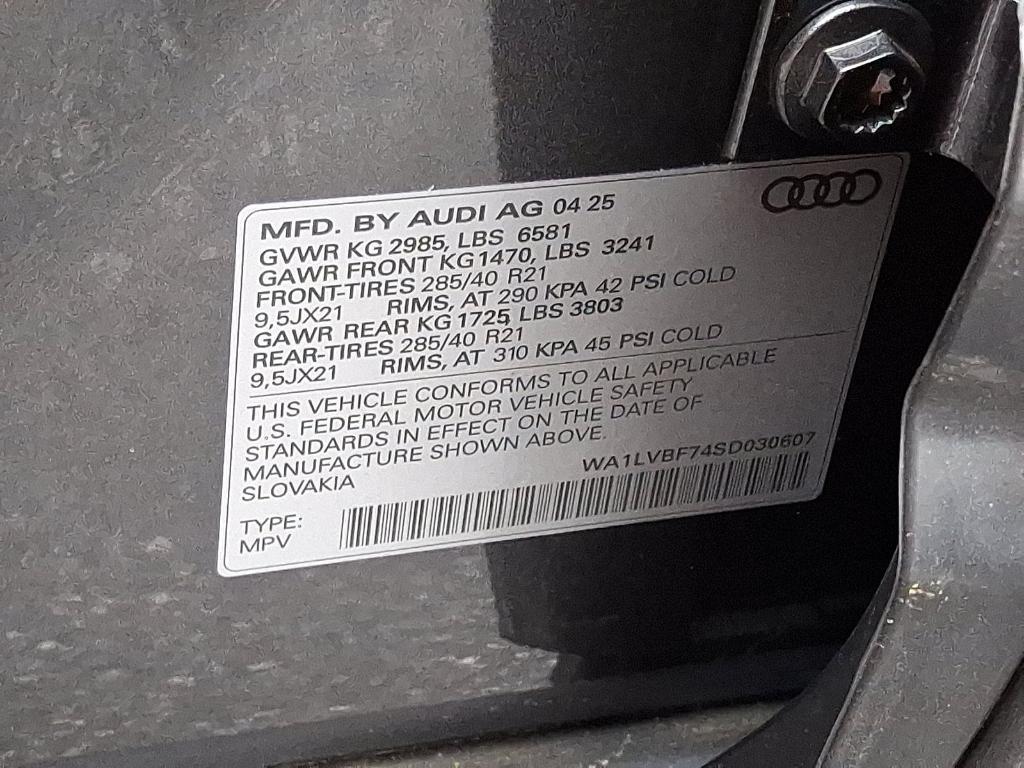 MFD. BY AUDI AG 04 25
GVWR KG 2985, LBS 6581
GAWR FRONT KG1470, LBS 3241
FRONT-TIRES 285/40 R21
9,5JX21 RIMS, AT 290 KPA 42 PSI COLD
GAWR REAR KG 1725, LBS 3803
REAR-TIRES 285/40 R21
9,5JX21 RIMS, AT 310 KPA 45 PSI COLD
THIS VEHICLE CONFORMS TO ALL APPLICABLE
U.S. FEDERAL MOTOR VEHICLE SAFETY
STANDARDS IN EFFECT ON THE DATE OF
MANUFACTURE SHOWN ABOVE.
SLOVAKIA
WA1LVBF74SD030607
TYPE:
MPV